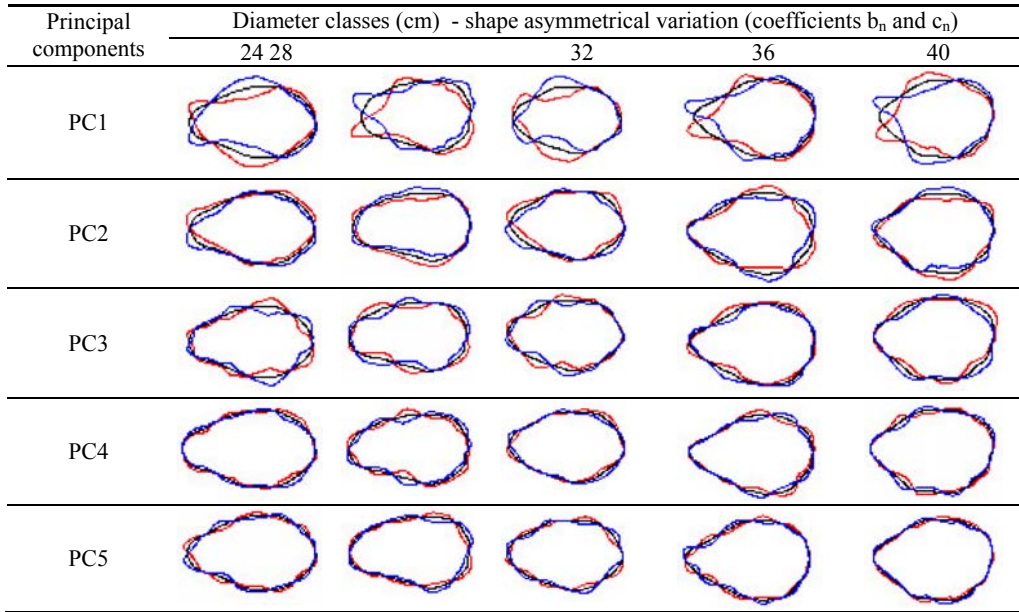 Principal components
Diameter classes (cm) - shape asymmetrical variation (coefficients bₙ and cₙ)
24 28 32 36 40
PC1
PC2
PC3
PC4
PC5